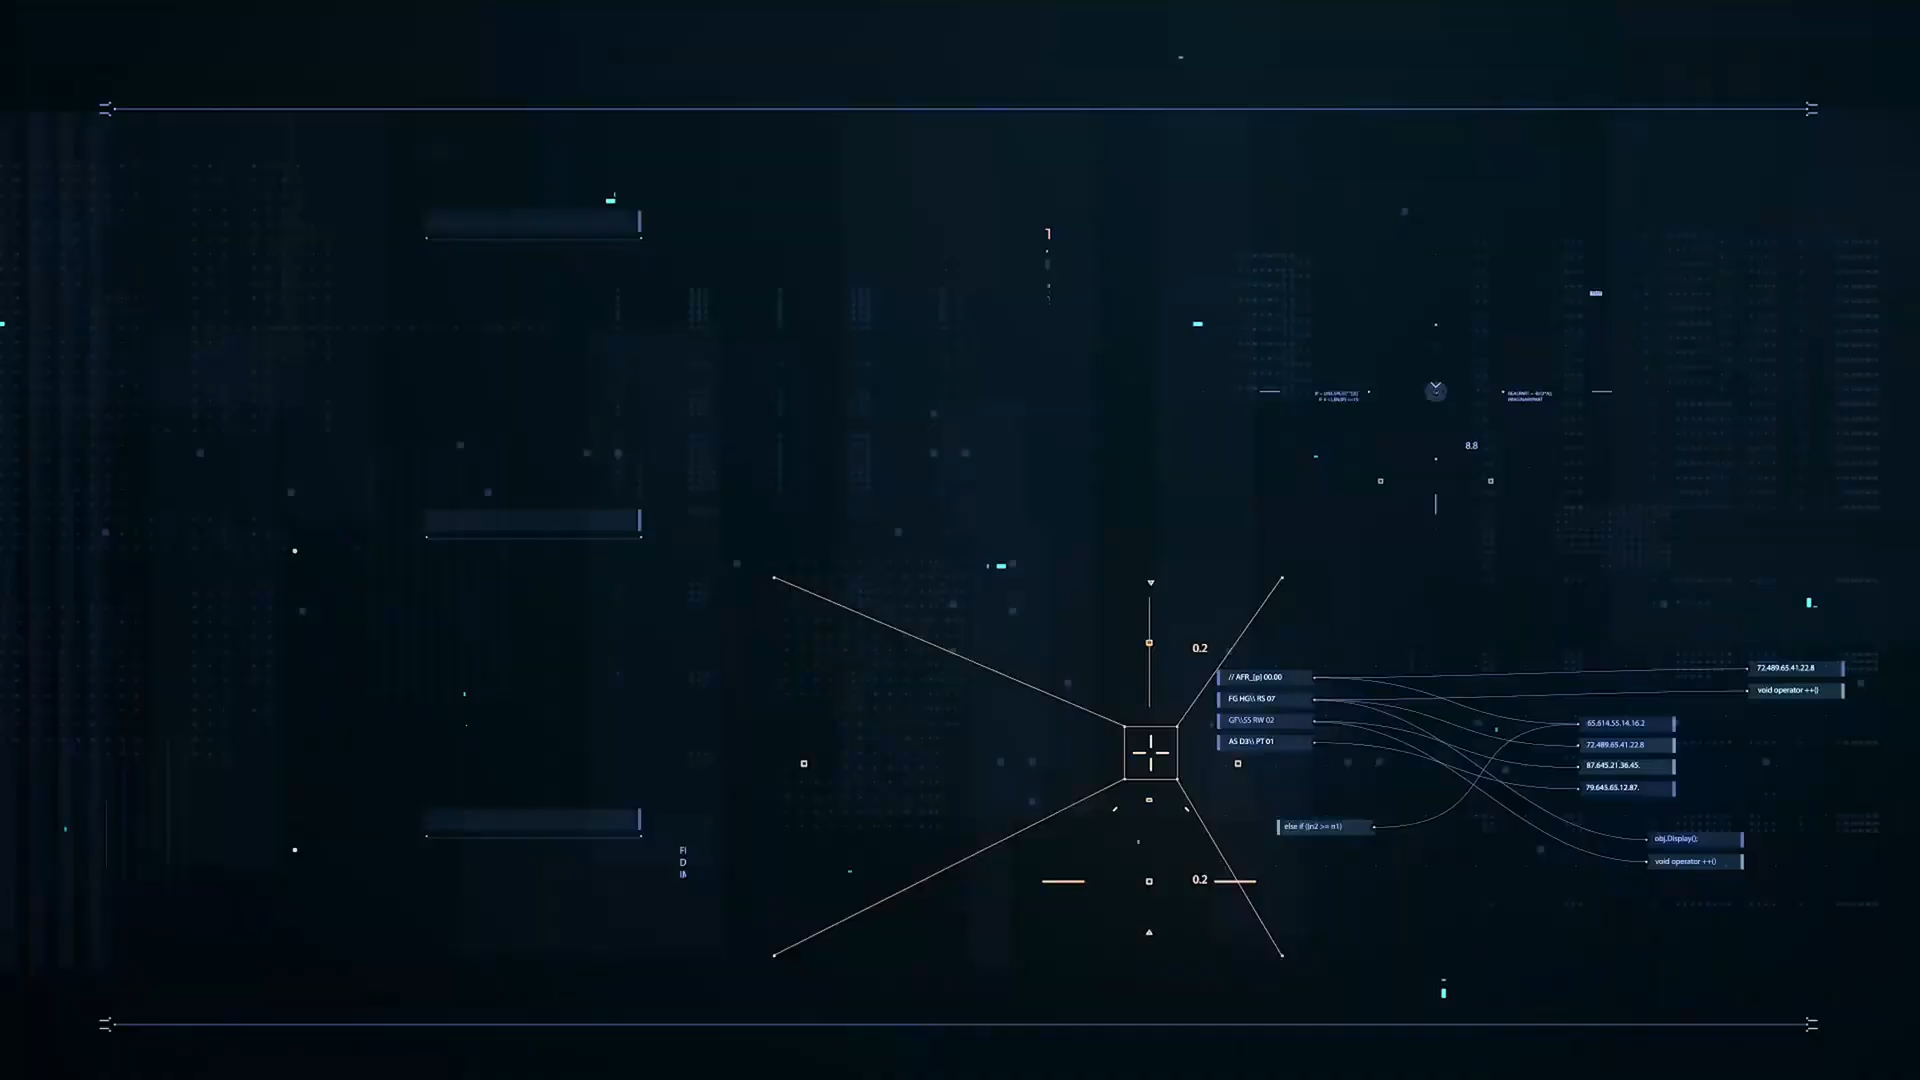 1
8.8
0.2
// AFR_[p] 00.00
FG HG\\ RS 07
GF\\SS RW 02
AS D3\\ PT 01
72.489.65.41.22.8
void operator ++()
65.614.55.14.16.2
72.489.65.41.22.8
87.645.21.36.45.
79.645.65.12.87.
else if (!n2 >= n1)
obj.Display();
void operator ++()
FI
D
0.2